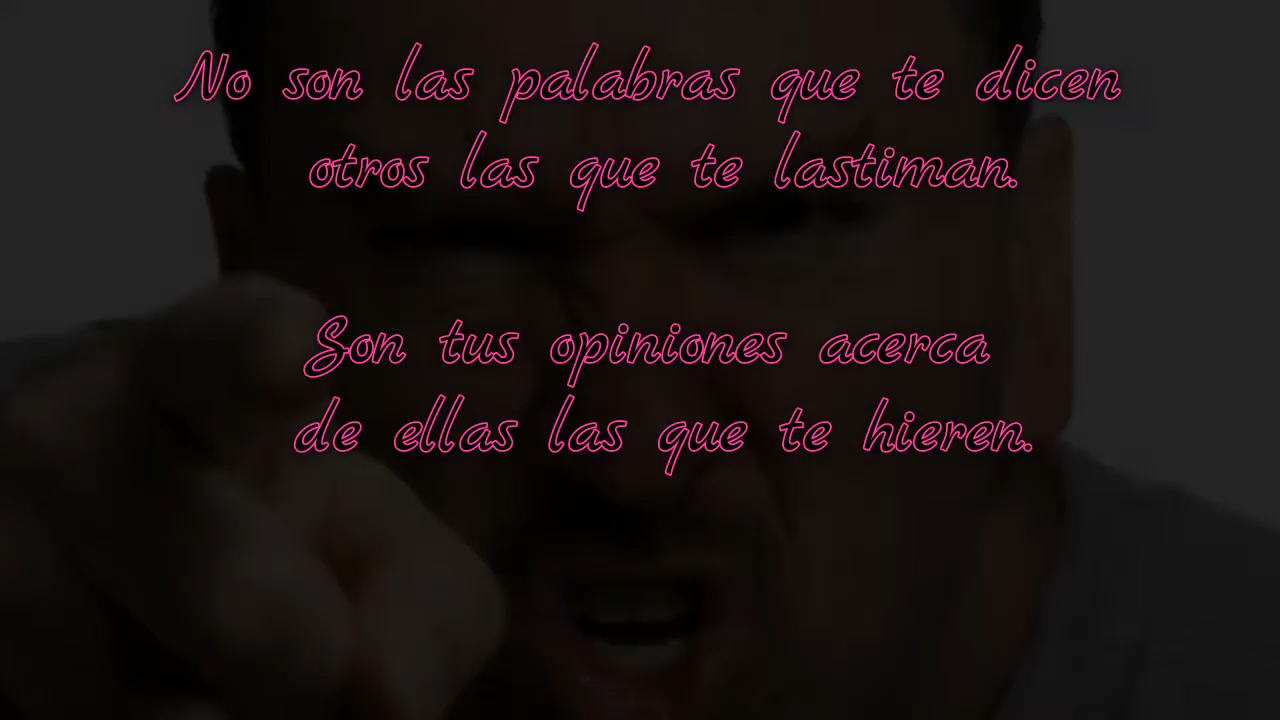 No son las palabras que te dicen
otros las que te lastiman.
Son tus opiniones acerca
de ellas las que te hieren.